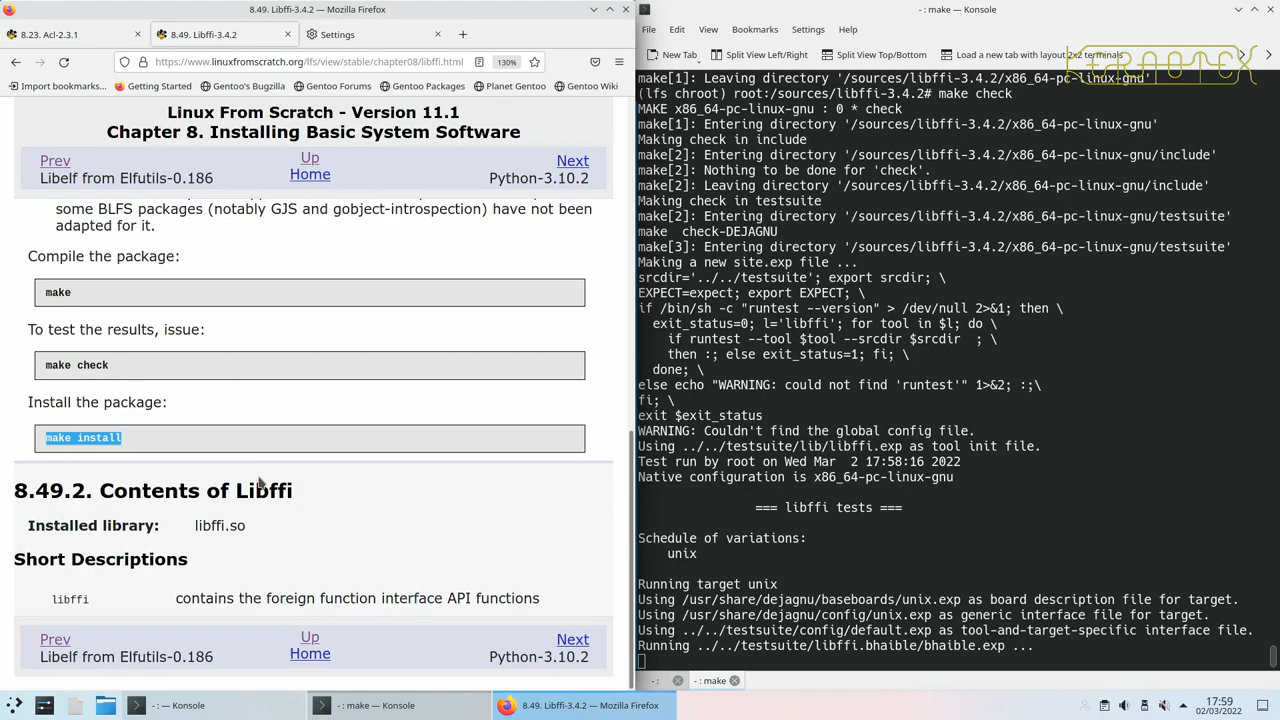 8.49. Libffi-3.4.2 — Mozilla Firefox
8.23. Acl-2.3.1
8.49. Libffi-3.4.2
Settings
https://www.linuxfromscratch.org/lfs/view/stable/chapter08/libffi.html
130%
Import bookmarks...
Getting Started
Gentoo's Bugzilla
Gentoo Forums
Gentoo Packages
Planet Gentoo
Gentoo Wiki
Linux From Scratch - Version 11.1
Chapter 8. Installing Basic System Software
Prev
Up
Next
Libelf from Elfutils-0.186
Home
Python-3.10.2
some BLFS packages (notably GJS and gobject-introspection) have not been
adapted for it.
Compile the package:
make
To test the results, issue:
make check
Install the package:
make install
8.49.2. Contents of Libffi
Installed library: libffi.so
Short Descriptions
libffi contains the foreign function interface API functions
Prev
Up
Next
Libelf from Elfutils-0.186
Home
Python-3.10.2
- : make — Konsole
File Edit View Bookmarks Settings Help
New Tab
Split View Left/Right
Split View Top/Bottom
Load a new tab with layout 2x2 terminals
KERNOTEX
make[1]: Leaving directory '/sources/libffi-3.4.2/x86_64-pc-linux-gnu'
(lfs chroot) root:/sources/libffi-3.4.2# make check
MAKE x86_64-pc-linux-gnu : 0 * check
make[1]: Entering directory '/sources/libffi-3.4.2/x86_64-pc-linux-gnu'
Making check in include
make[2]: Entering directory '/sources/libffi-3.4.2/x86_64-pc-linux-gnu/include'
make[2]: Nothing to be done for 'check'.
make[2]: Leaving directory '/sources/libffi-3.4.2/x86_64-pc-linux-gnu/include'
Making check in testsuite
make[2]: Entering directory '/sources/libffi-3.4.2/x86_64-pc-linux-gnu/testsuite'
make  check-DEJAGNU
make[3]: Entering directory '/sources/libffi-3.4.2/x86_64-pc-linux-gnu/testsuite'
Making a new site.exp file ...
srcdir='../../testsuite'; export srcdir; \
EXPECT=expect; export EXPECT; \
if /bin/sh -c "runtest --version" > /dev/null 2>&1; then \
exit_status=0; l='libffi'; for tool in $l; do \
if runtest --tool $tool --srcdir $srcdir  ; \
then :; else exit_status=1; fi; \
done; \
else echo "WARNING: could not find 'runtest'" 1>&2; :;\
fi; \
exit $exit_status
WARNING: Couldn't find the global config file.
Using ../../testsuite/lib/libffi.exp as tool init file.
Test run by root on Wed Mar  2 17:58:16 2022
Native configuration is x86_64-pc-linux-gnu
=== libffi tests ===
Schedule of variations:
unix
Running target unix
Using /usr/share/dejagnu/baseboards/unix.exp as board description file for target.
Using /usr/share/dejagnu/config/unix.exp as generic interface file for target.
Using ../../testsuite/config/default.exp as tool-and-target-specific interface file.
Running ../../testsuite/libffi.bhaible/bhaible.exp ...
- :
- : make
- : — Konsole
- : make — Konsole
8.49. Libffi-3.4.2 — Mozilla Firefox
17:59
02/03/2022